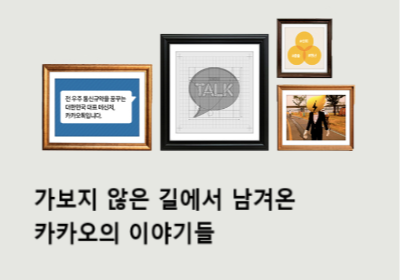 전 우주 통신규약을 꿈꾸는
대한민국 대표 메신저,
카카오톡입니다.
TALK
가보지 않은 길에서 남겨온
카카오의 이야기들